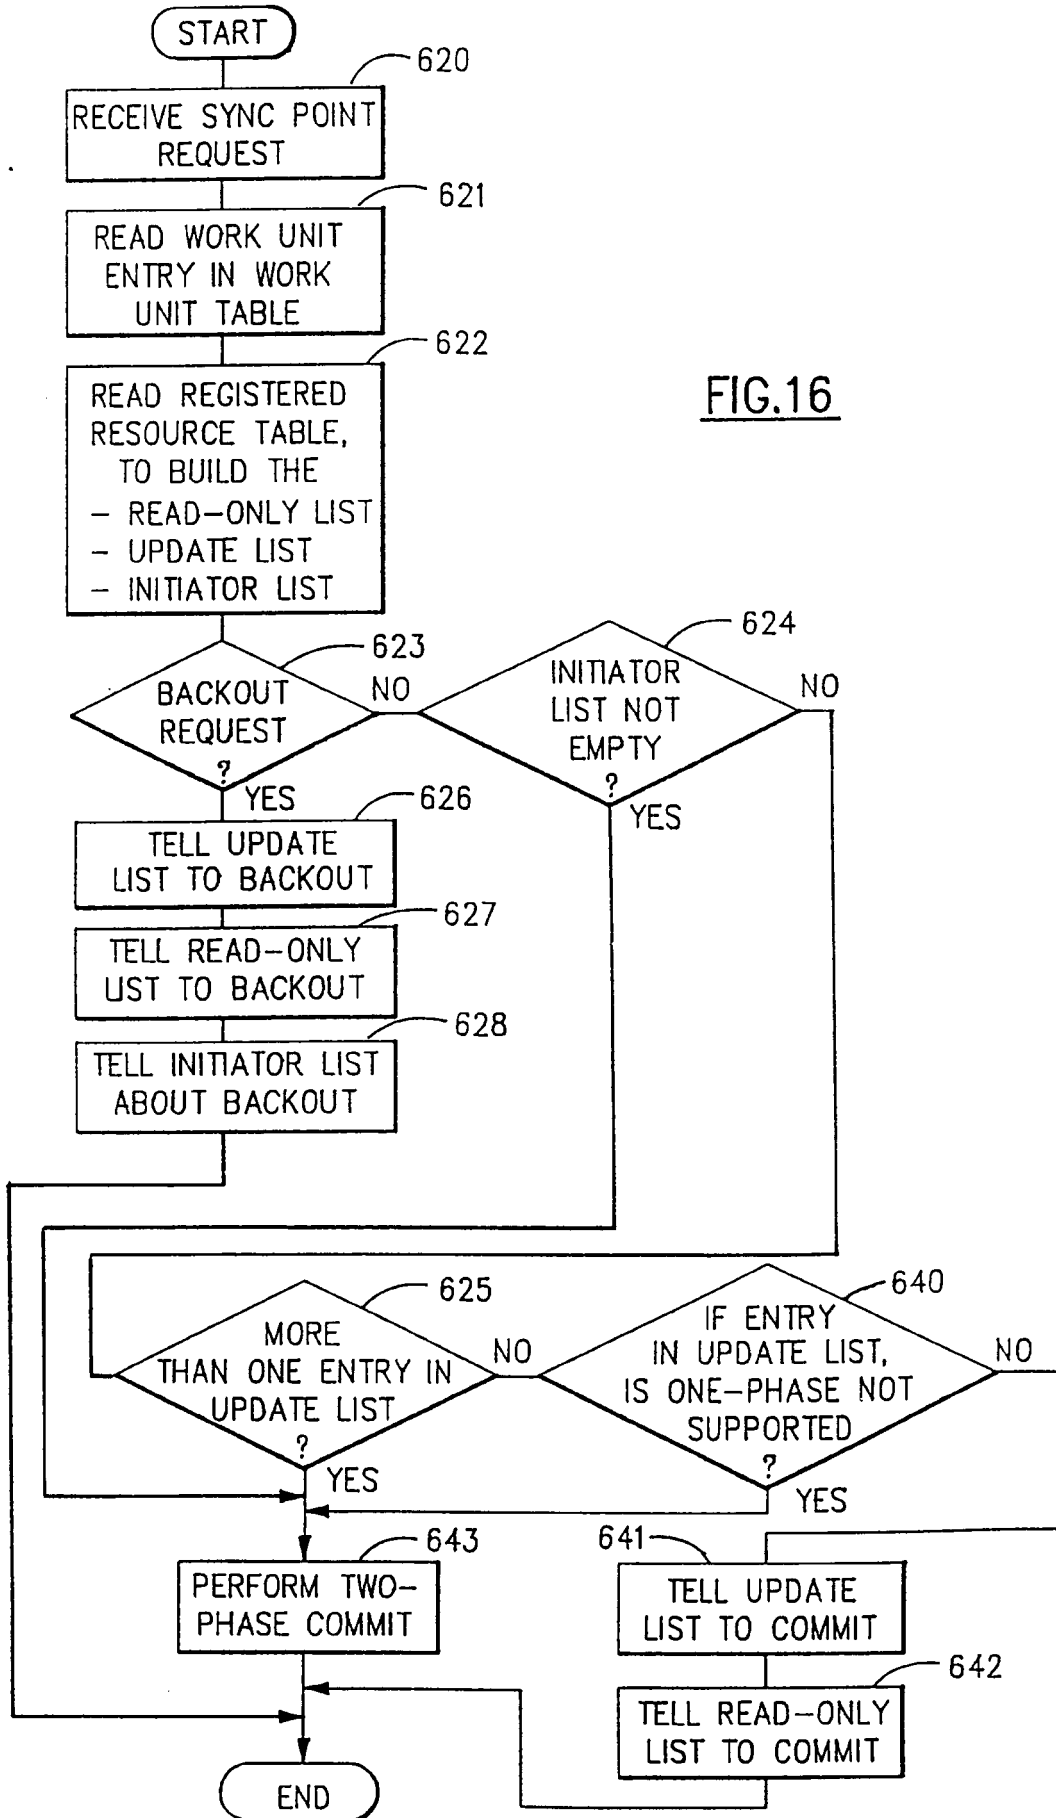 START
620
RECEIVE SYNC POINT
REQUEST
621
READ WORK UNIT
ENTRY IN WORK
UNIT TABLE
622
READ REGISTERED
RESOURCE TABLE,
TO BUILD THE
- READ-ONLY LIST
- UPDATE LIST
- INITIATOR LIST
FIG.16
623
BACKOUT
REQUEST
?
NO
YES
624
INITIATOR
LIST NOT
EMPTY
?
NO
YES
626
TELL UPDATE
LIST TO BACKOUT
627
TELL READ-ONLY
LIST TO BACKOUT
628
TELL INITIATOR LIST
ABOUT BACKOUT
625
MORE
THAN ONE ENTRY IN
UPDATE LIST
?
NO
YES
640
IF ENTRY
IN UPDATE LIST,
IS ONE-PHASE NOT
SUPPORTED
?
NO
YES
643
PERFORM TWO-
PHASE COMMIT
641
TELL UPDATE
LIST TO COMMIT
642
TELL READ-ONLY
LIST TO COMMIT
END